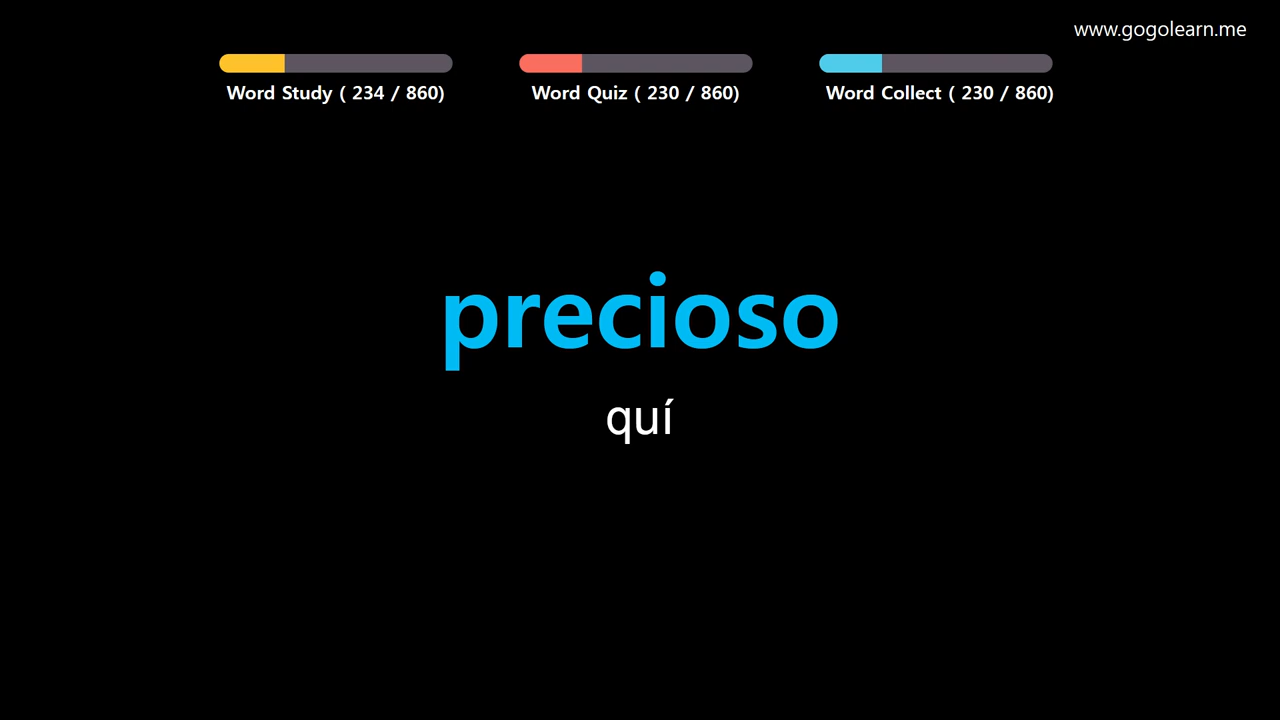 www.gogolearn.me
Word Study ( 234 / 860)
Word Quiz ( 230 / 860)
Word Collect ( 230 / 860)
precioso
quí